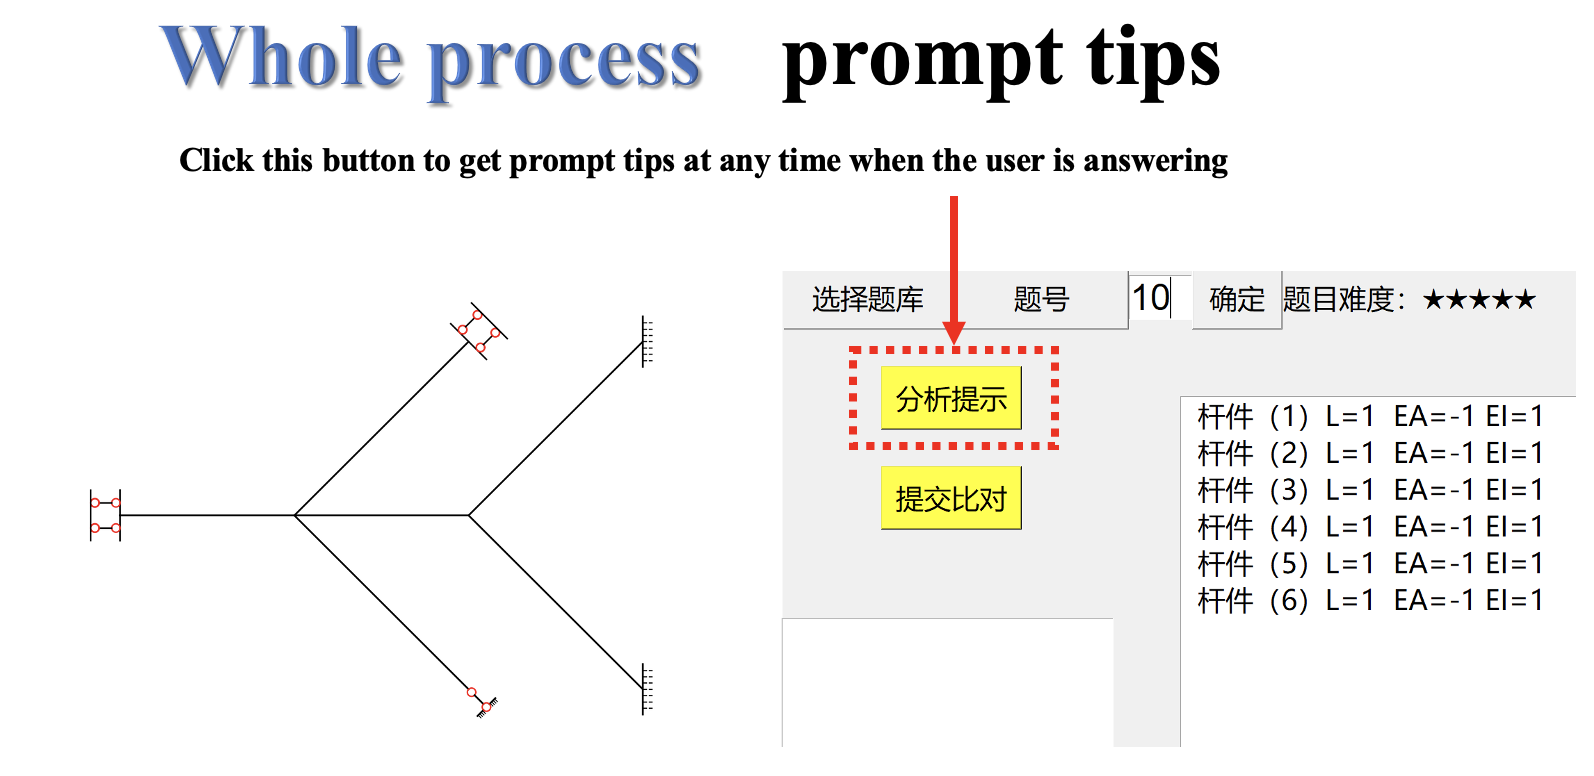 Whole process prompt tips
Click this button to get prompt tips at any time when the user is answering
选择题库 题号 10 确定 题目难度：★★★★★
分析提示
提交比对
杆件（1）L=1 EA=-1 EI=1
杆件（2）L=1 EA=-1 EI=1
杆件（3）L=1 EA=-1 EI=1
杆件（4）L=1 EA=-1 EI=1
杆件（5）L=1 EA=-1 EI=1
杆件（6）L=1 EA=-1 EI=1